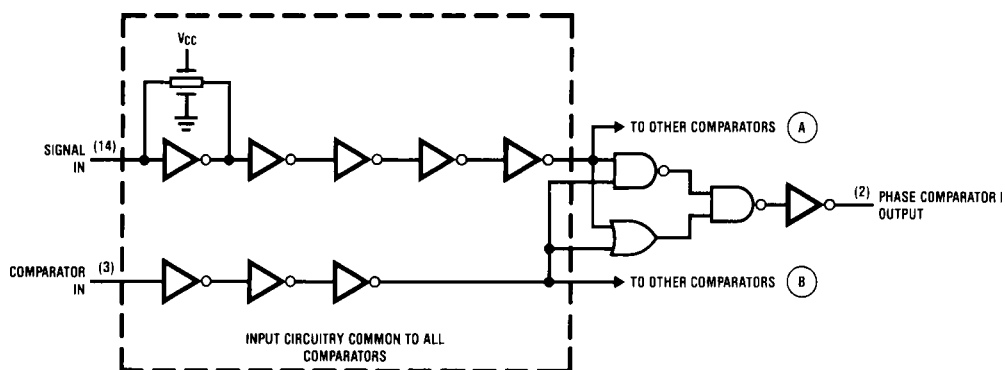 VCC
SIGNAL (14)
IN
TO OTHER COMPARATORS A
(2) PHASE COMPARATOR I
OUTPUT
COMPARATOR (3)
IN
TO OTHER COMPARATORS B
INPUT CIRCUITRY COMMON TO ALL
COMPARATORS